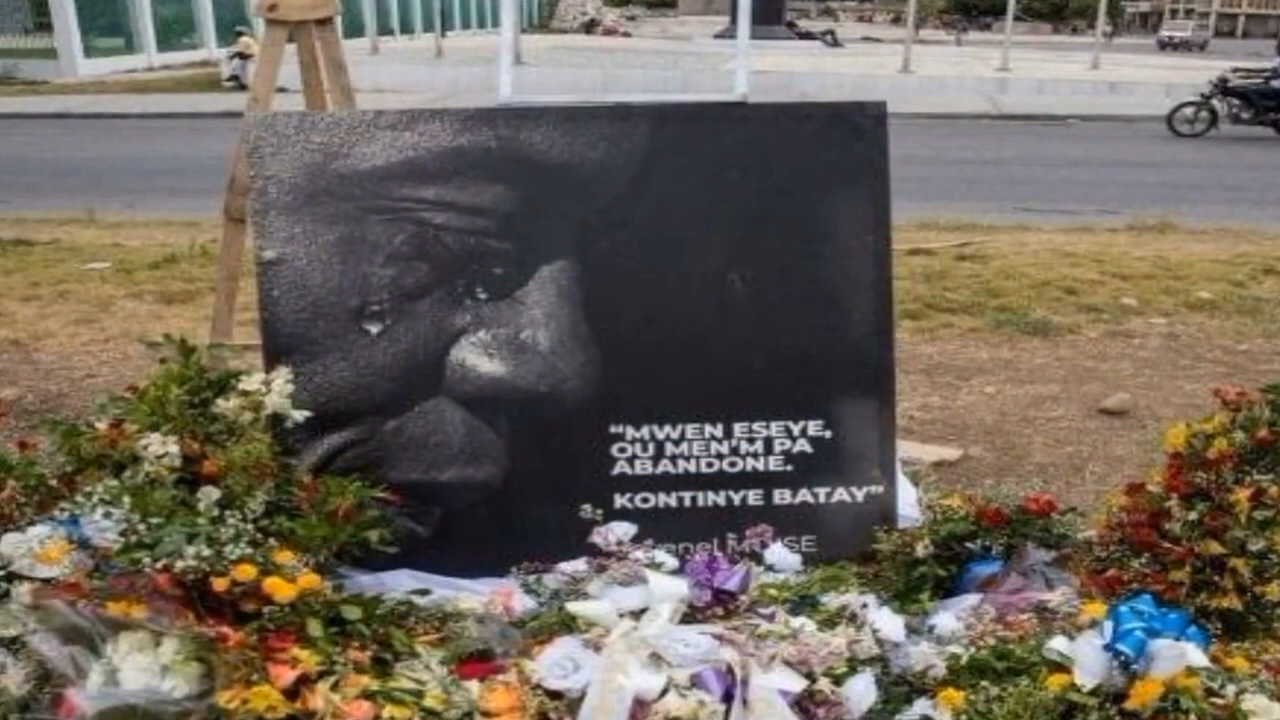 “MWEN ESEYE,
OU MEN’M PA
ABANDONE.
KONTINYE BATAY”